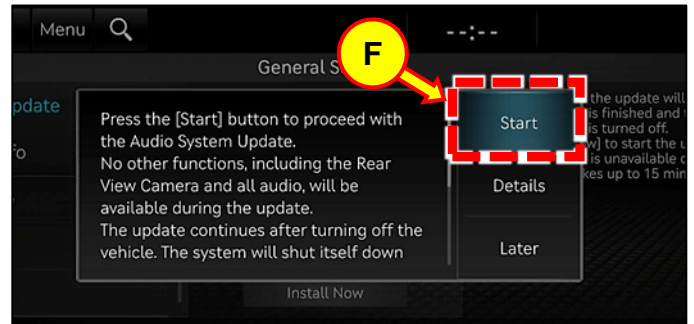 Menu
--:--
F
General S
pdate
fo
Press the [Start] button to proceed with
the Audio System Update.
No other functions, including the Rear
View Camera and all audio, will be
available during the update.
The update continues after turning off the
vehicle. The system will shut itself down
Start
Details
Later
the update will
is finished and
is turned off.
w] to start the u
is unavailable
kes up to 15 min
Install Now